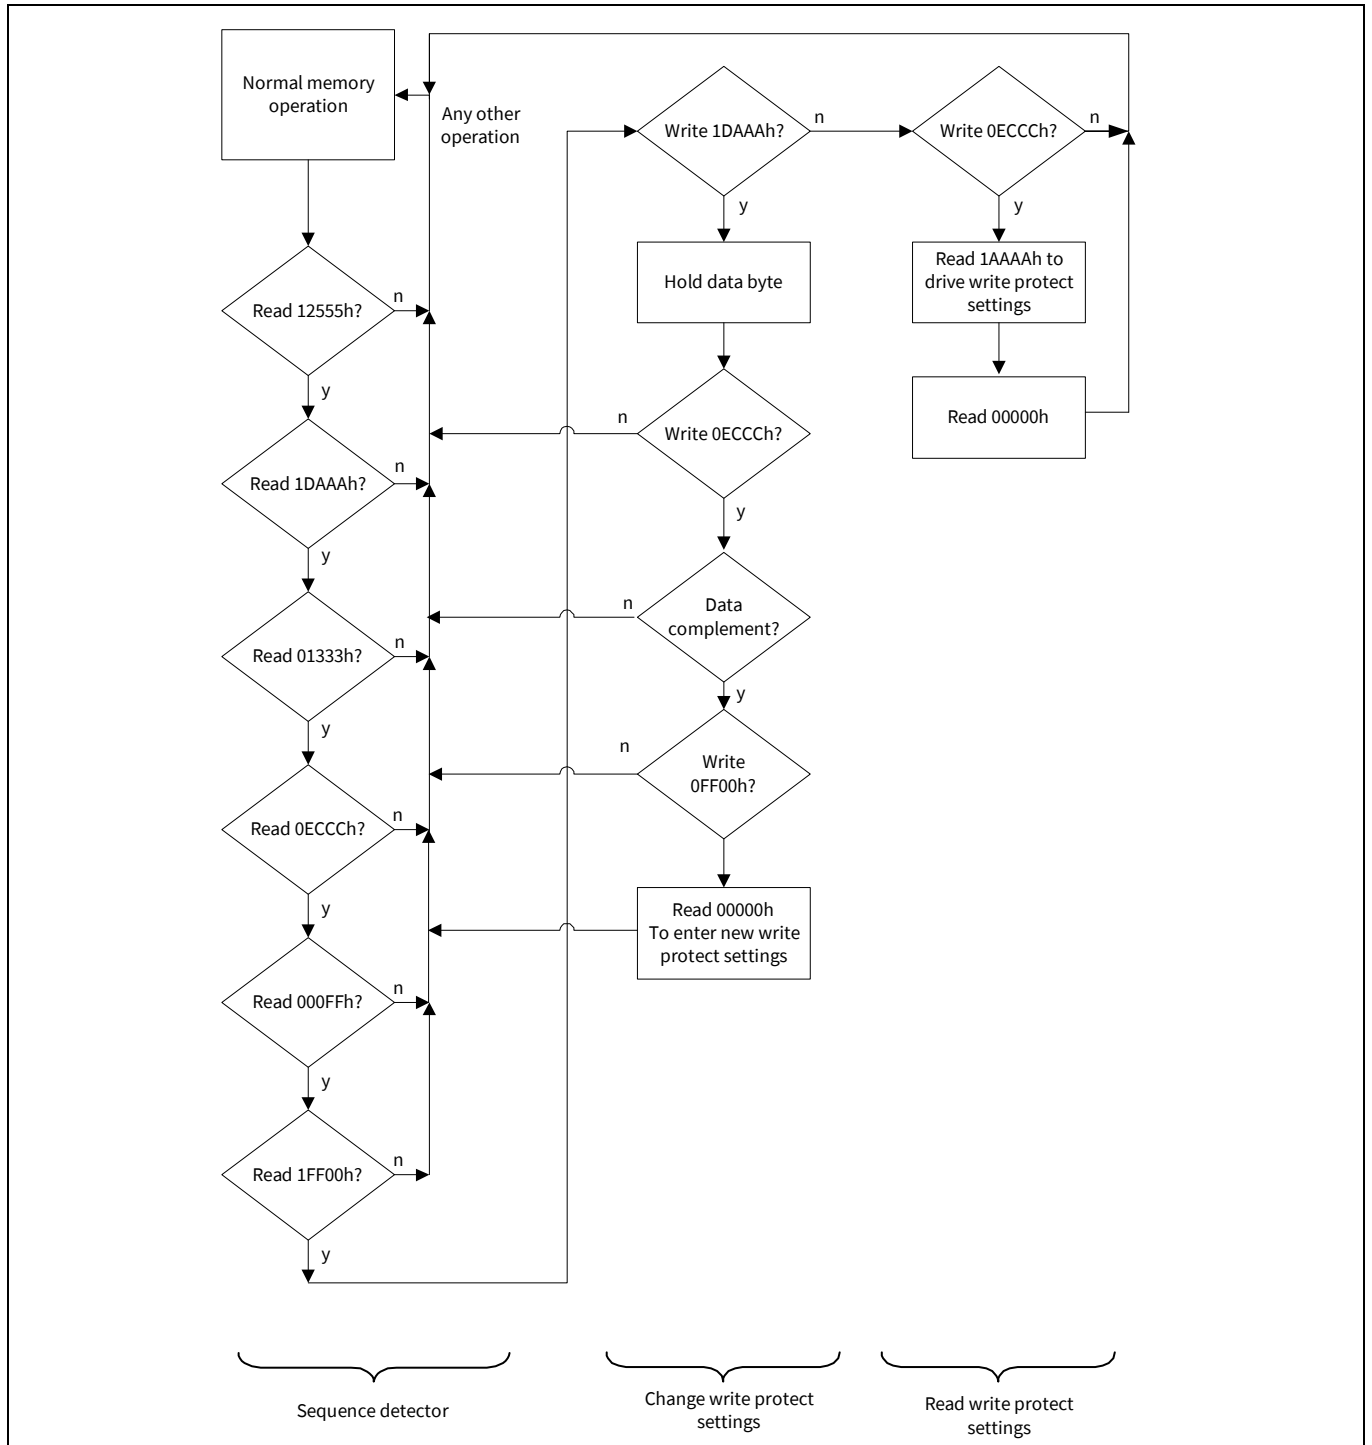 Normal memory
operation
Any other
operation
Read 12555h?
n
y
Read 1DAAAh?
n
y
Read 01333h?
n
y
Read 0ECCCh?
n
y
Read 000FFh?
n
y
Read 1FF00h?
n
y
Write 1DAAAh?
n
y
Hold data byte
Write 0ECCCh?
n
y
Data
complement?
n
y
Write
0FF00h?
n
Read 00000h
To enter new write
protect settings
Write 0ECCCh?
n
y
Read 1AAAAh to
drive write protect
settings
Read 00000h
Sequence detector
Change write protect
settings
Read write protect
settings